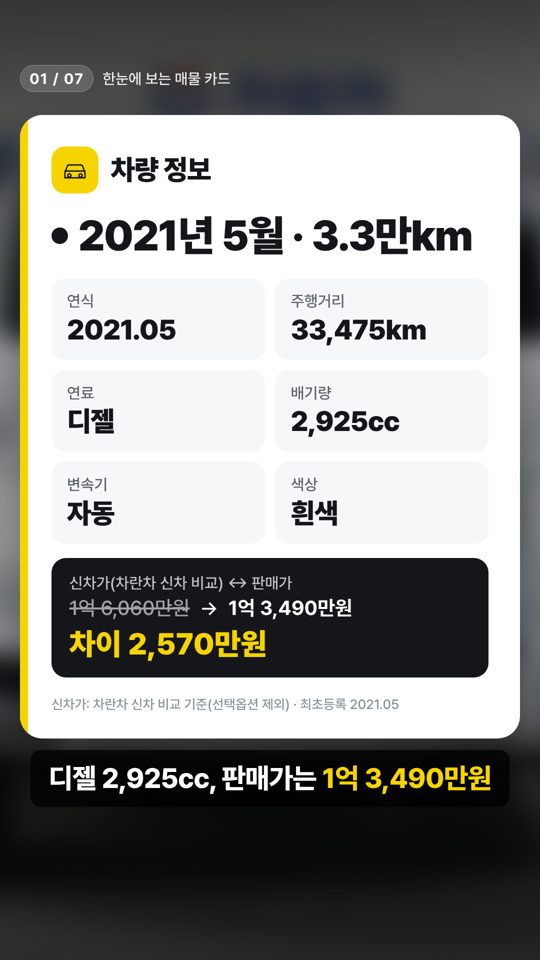 01 / 07 한눈에 보는 매물 카드
차량 정보
• 2021년 5월 · 3.3만km
연식
2021.05
주행거리
33,475km
연료
디젤
배기량
2,925cc
변속기
자동
색상
흰색
신차가(차란차 신차 비교) ↔ 판매가
1억 6,060만원 → 1억 3,490만원
차이 2,570만원
신차가: 차란차 신차 비교 기준(선택옵션 제외) · 최초등록 2021.05
디젤 2,925cc, 판매가는 1억 3,490만원